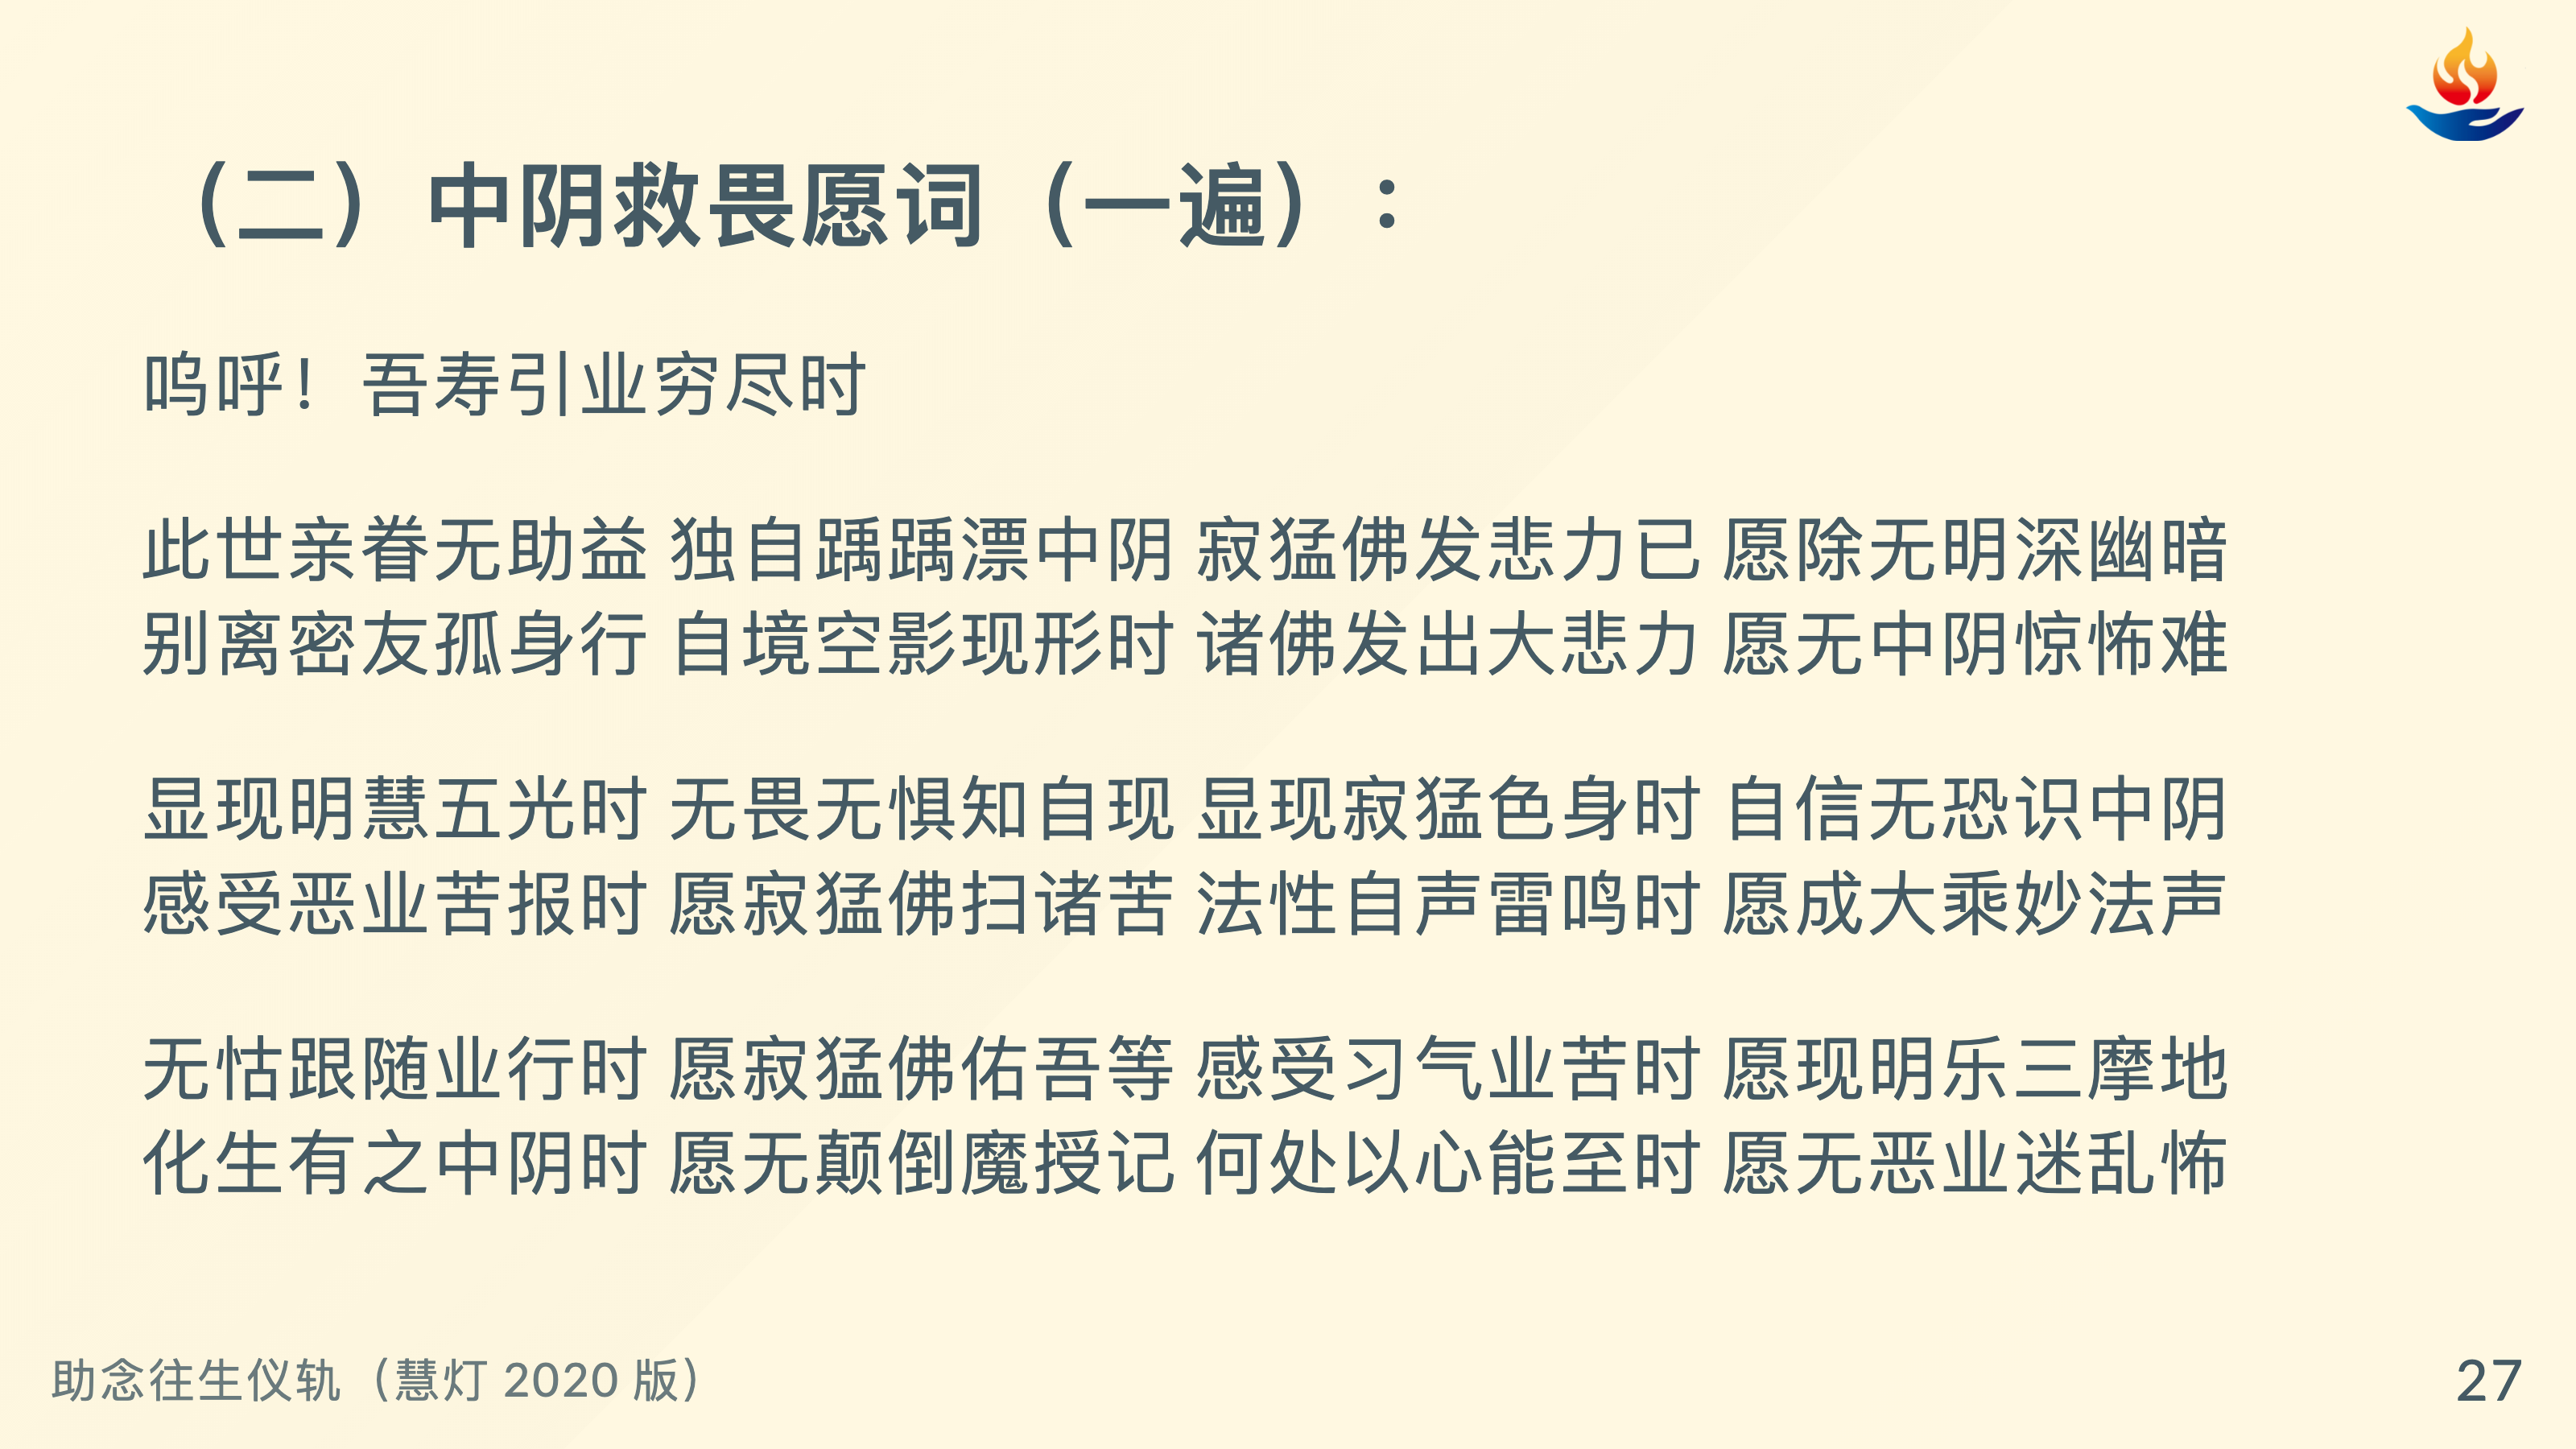 （二）中阴救畏愿词（一遍）：
呜呼！吾寿引业穷尽时
此世亲眷无助益 独自踽踽漂中阴 寂猛佛发悲力已 愿除无明深幽暗
别离密友孤身行 自境空影现形时 诸佛发出大悲力 愿无中阴惊怖难
显现明慧五光时 无畏无惧知自现 显现寂猛色身时 自信无恐识中阴
感受恶业苦报时 愿寂猛佛扫诸苦 法性自声雷鸣时 愿成大乘妙法声
无怙跟随业行时 愿寂猛佛佑吾等 感受习气业苦时 愿现明乐三摩地
化生有之中阴时 愿无颠倒魔授记 何处以心能至时 愿无恶业迷乱怖
助念往生仪轨（慧灯 2020 版）
27